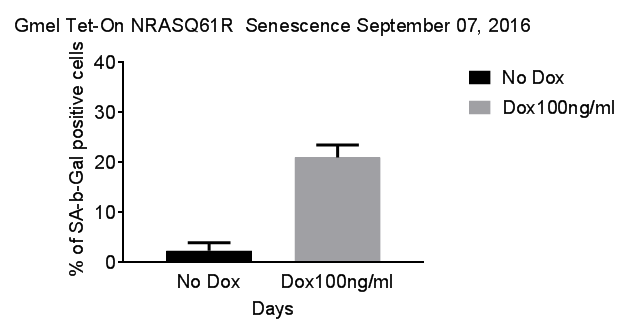 Gmel Tet-On NRASQ61R  Senescence September 07, 2016
% of SA-b-Gal positive cells
40
30
20
10
0
No Dox
Dox100ng/ml
Days
No Dox
Dox100ng/ml